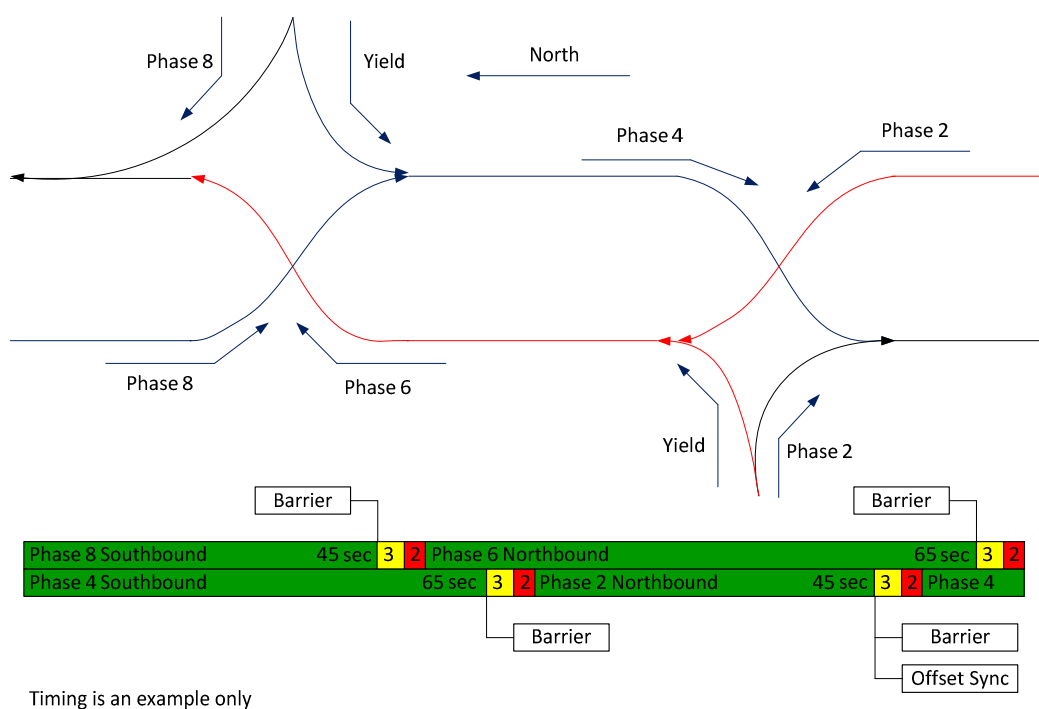 Phase 8
Yield
North
Phase 4
Phase 2
Phase 8
Phase 6
Yield
Phase 2
Barrier
Barrier
Phase 8 Southbound 45 sec 3 2 Phase 6 Northbound 65 sec 3 2
Phase 4 Southbound 65 sec 3 2 Phase 2 Northbound 45 sec 3 2 Phase 4
Barrier
Barrier
Offset Sync
Timing is an example only